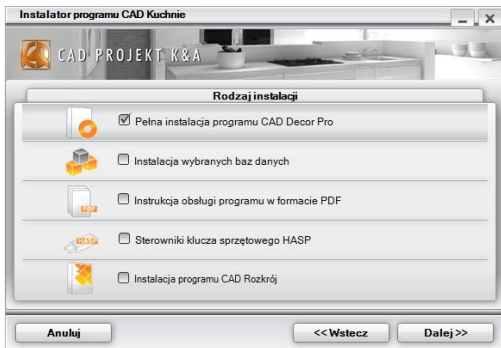 Instalator programu CAD Kuchnie
CAD PROJEKT K&A
Rodzaj instalacji
Pełna instalacja programu CAD Decor Pro
Instalacja wybranych baz danych
PDF
Instrukcja obsługi programu w formacie PDF
HASP
Sterowniki klucza sprzętowego HASP
Instalacja programu CAD Rozkrój
Anuluj
<< Wstecz
Dalej >>